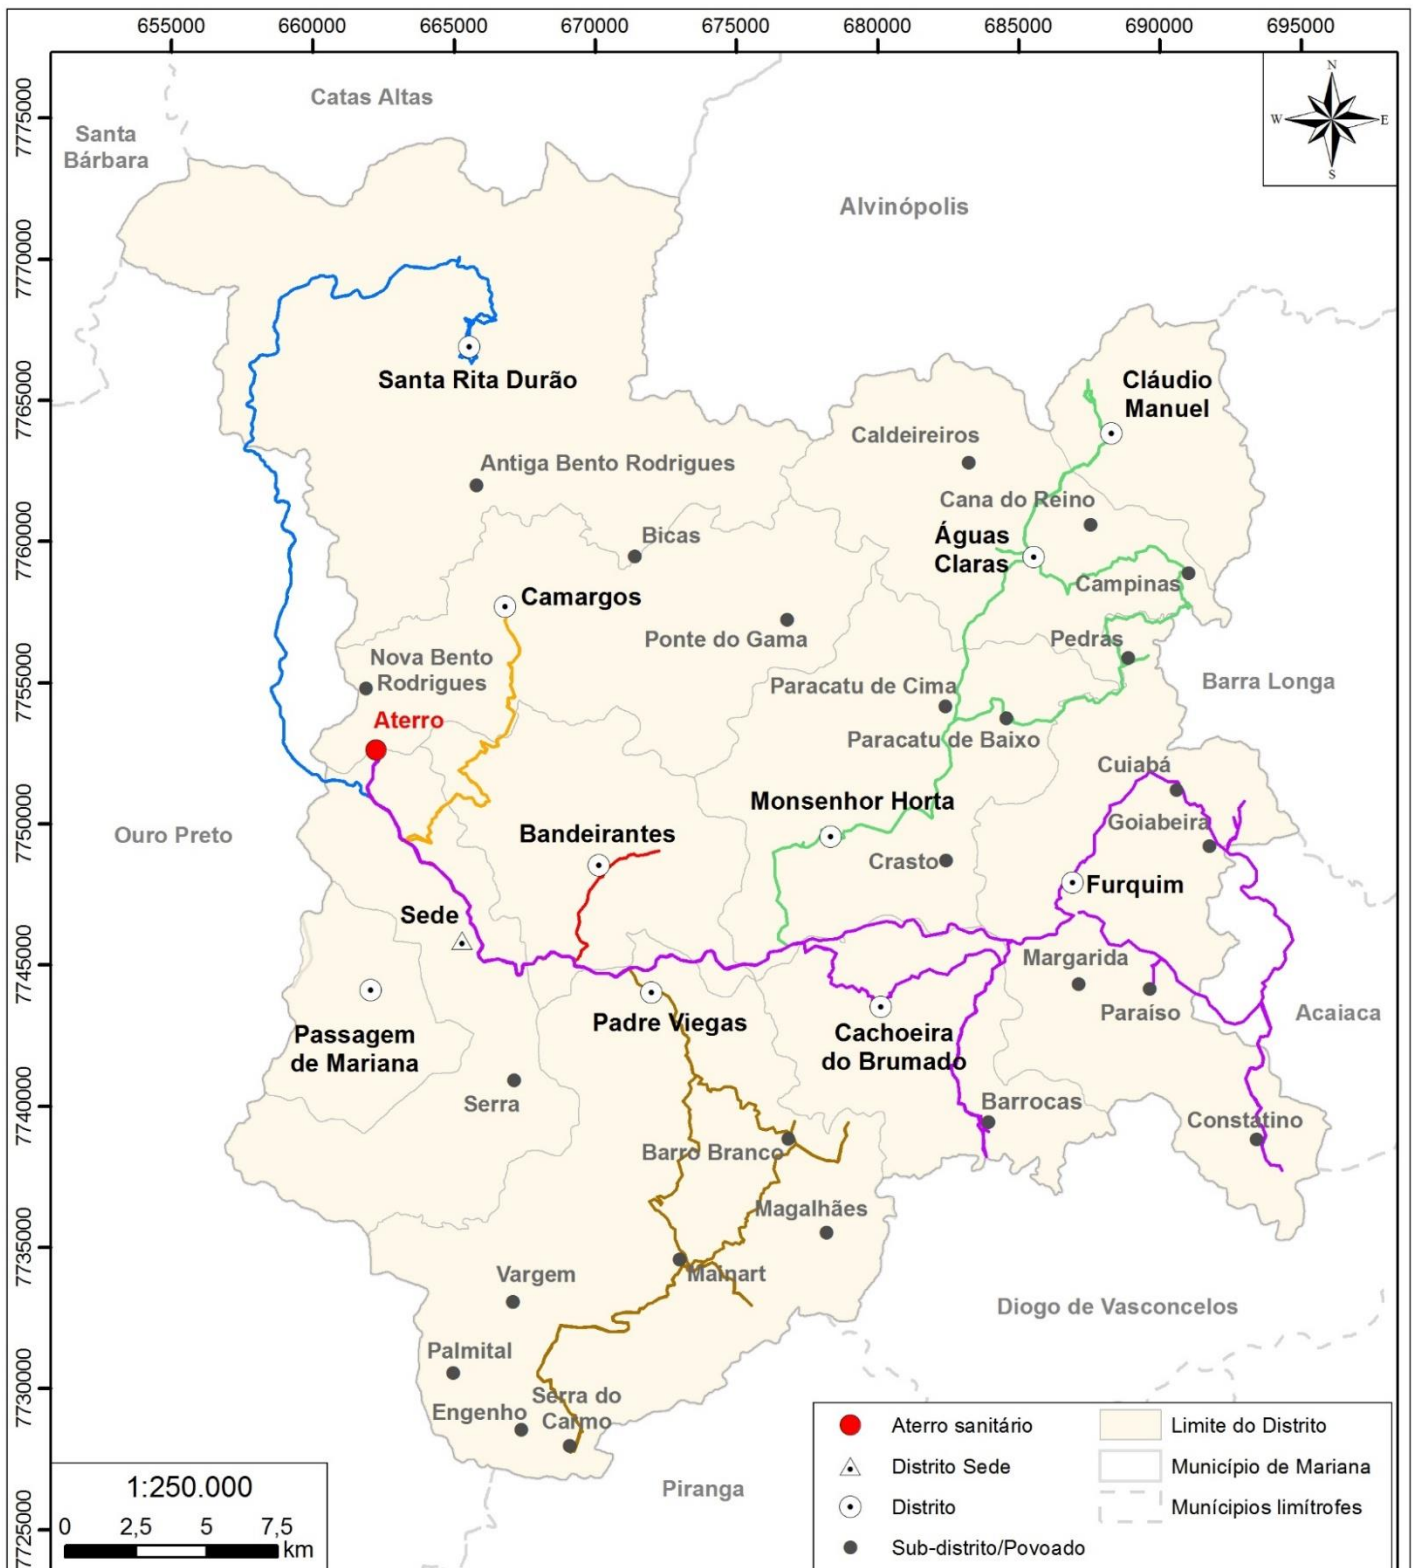 655000 660000 665000 670000 675000 680000 685000 690000 695000
7775000
7770000
7765000
7760000
7755000
7750000
7745000
7740000
7735000
7730000
7725000
N
W E
S
Catas Altas
Santa
Bárbara
Alvinópolis
Santa Rita Durão
Cláudio
Manuel
Caldeireiros
Antiga Bento Rodrigues
Cana do Reino
Bicas
Águas
Claras
Camargos
Campinas
Ponte do Gama
Pedras
Nova Bento
Rodrigues
Barra Longa
Paracatu de Cima
Aterro
Paracatu de Baixo
Cuiabá
Monsenhor Horta
Ouro Preto
Bandeirantes
Goiabeira
Crasto
Furquim
Sede
Margarida
Paraíso
Acaiaca
Passagem
de Mariana
Padre Viegas
Cachoeira
do Brumado
Serra
Barrocas
Constatino
Barro Branco
Magalhães
Vargem
Mainart
Diogo de Vasconcelos
Palmital
Serra do
Carmo
Engenho
Piranga
1:250.000
0 2,5 5 7,5
km
Aterro sanitário
Distrito Sede
Distrito
Sub-distrito/Povoado
Limite do Distrito
Município de Mariana
Munícipios limítrofes